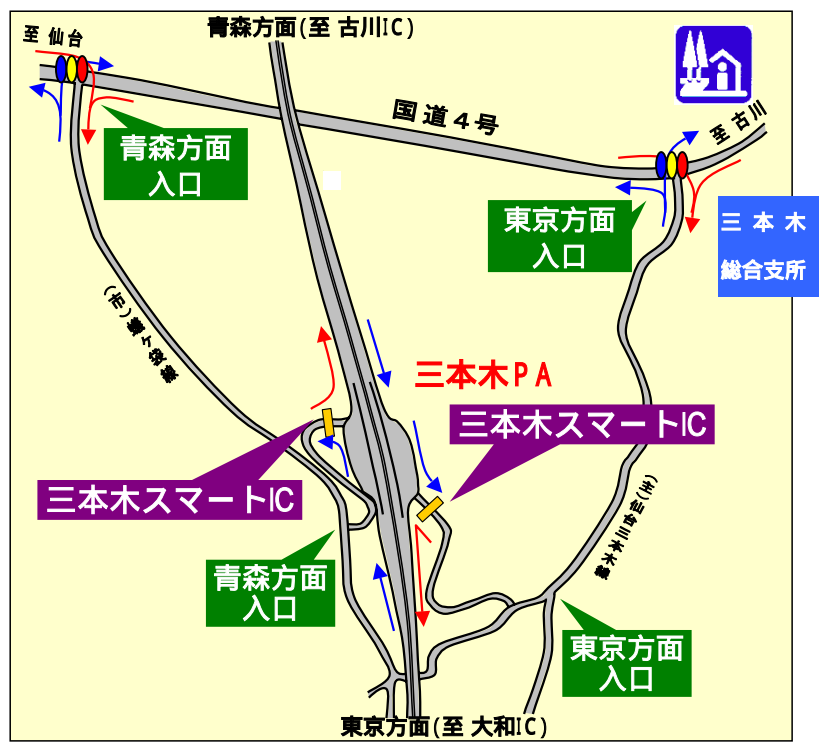 青森方面(至 古川IC)
至 仙台
国道4号
至 古川
青森方面
入口
東京方面
入口
三 本 木
総合支所
三本木PA
三本木スマートIC
三本木スマートIC
(主)仙台三本木線
青森方面
入口
東京方面
入口
東京方面(至 大和IC)